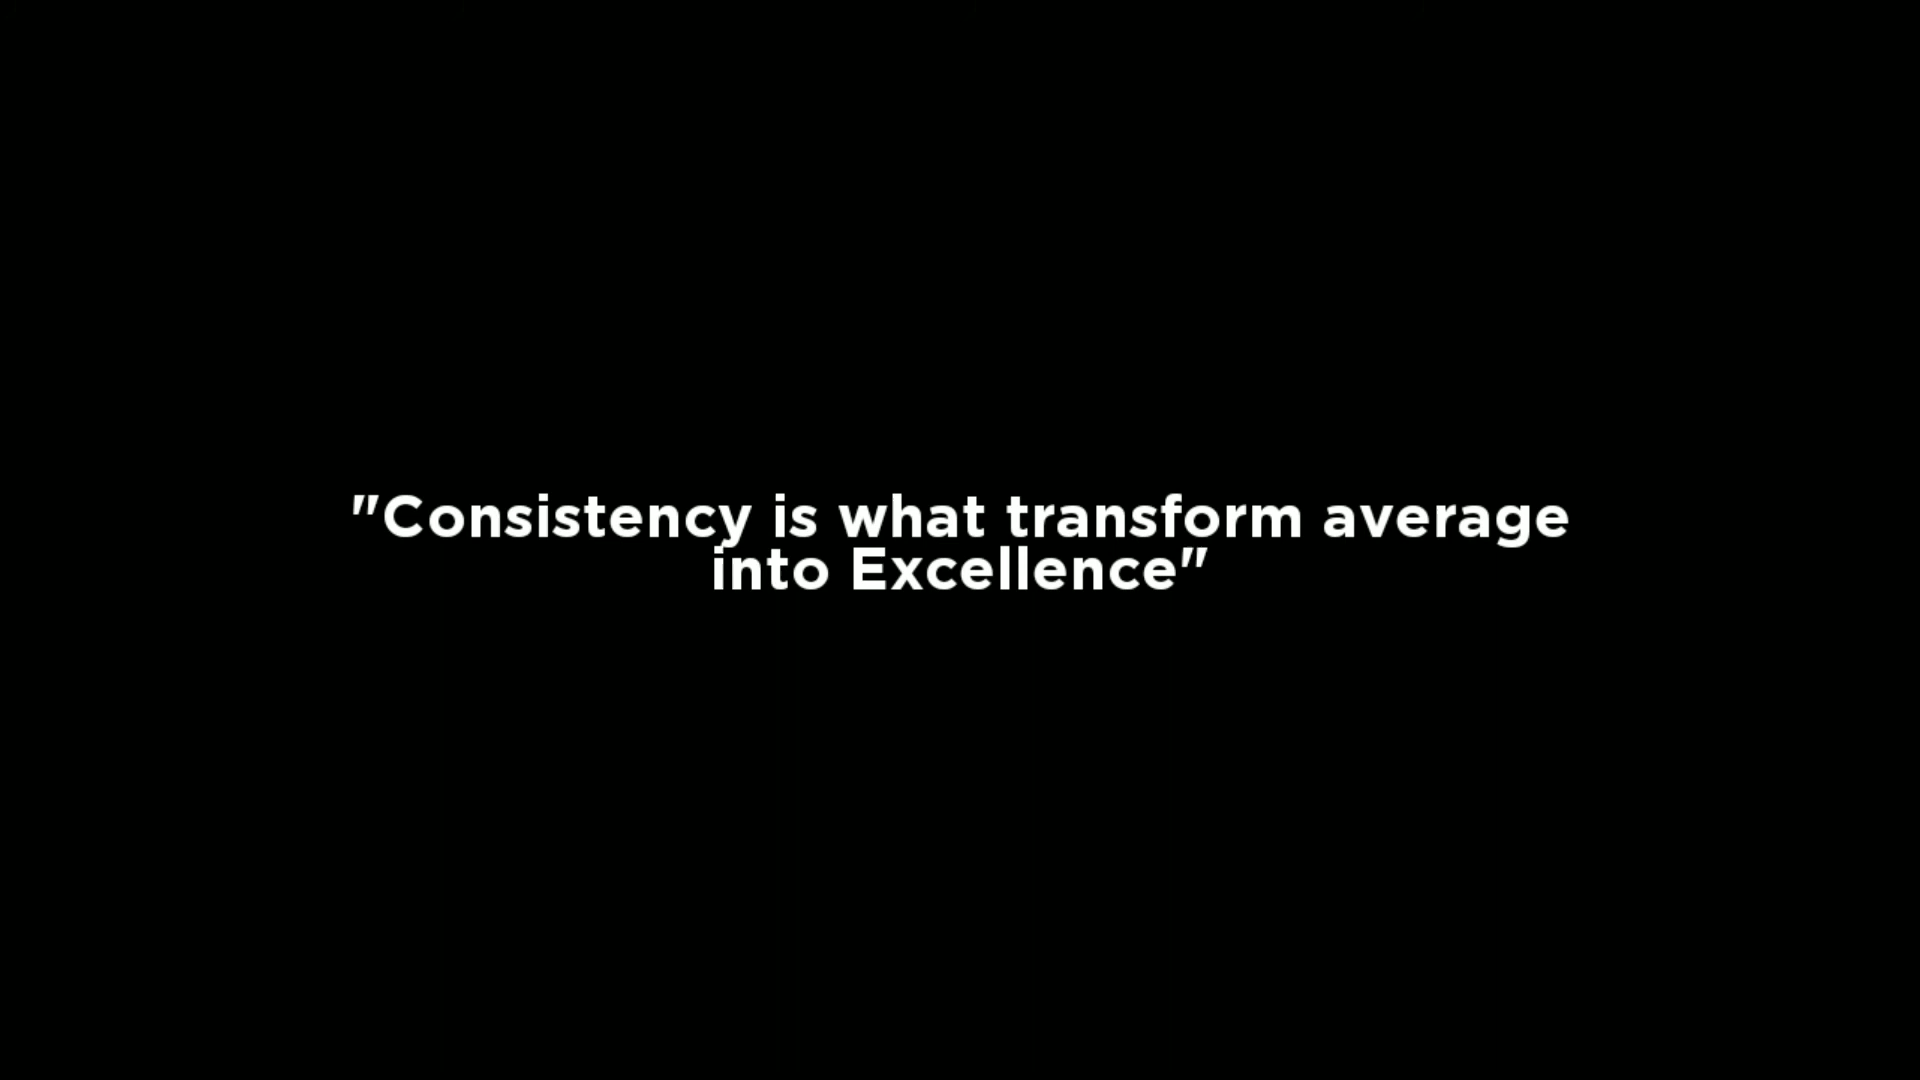 "Consistency is what transform average
into Excellence"